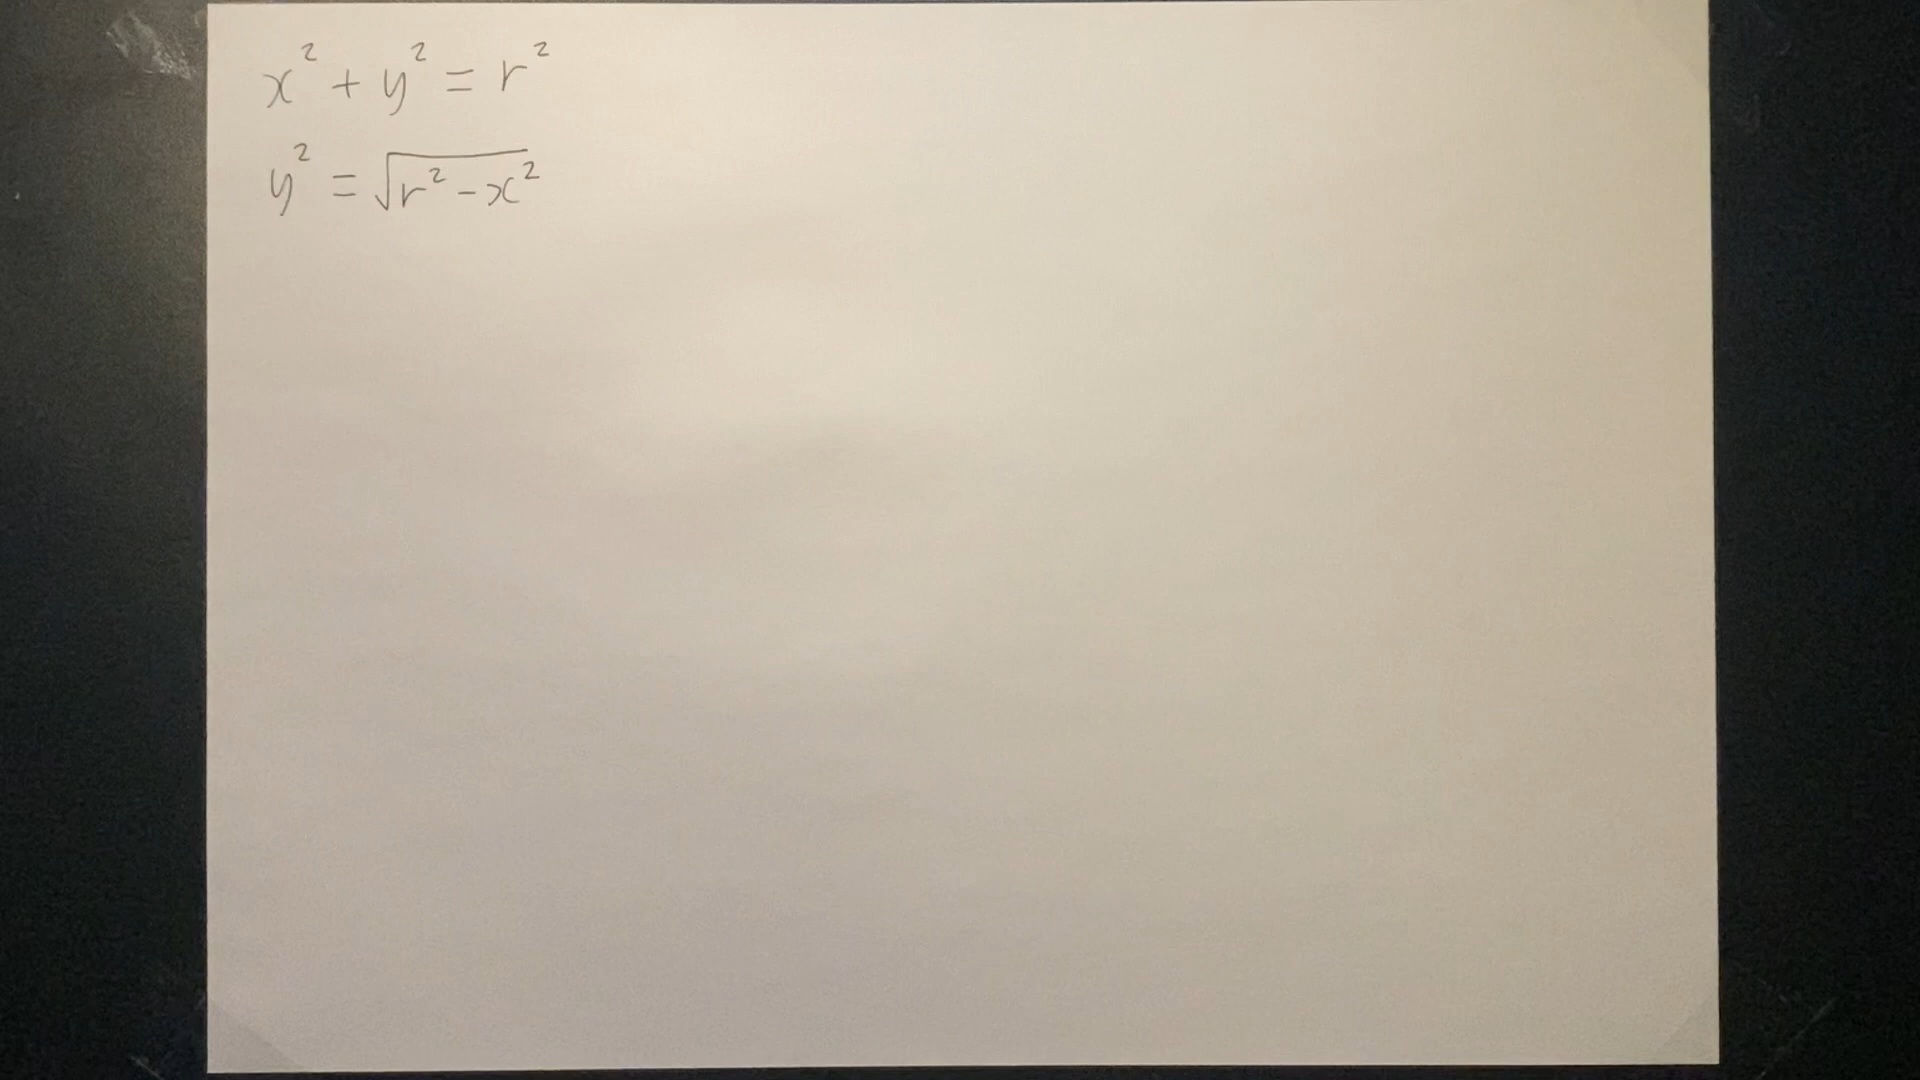 x² + y² = r²
y² = √(r² - x²)